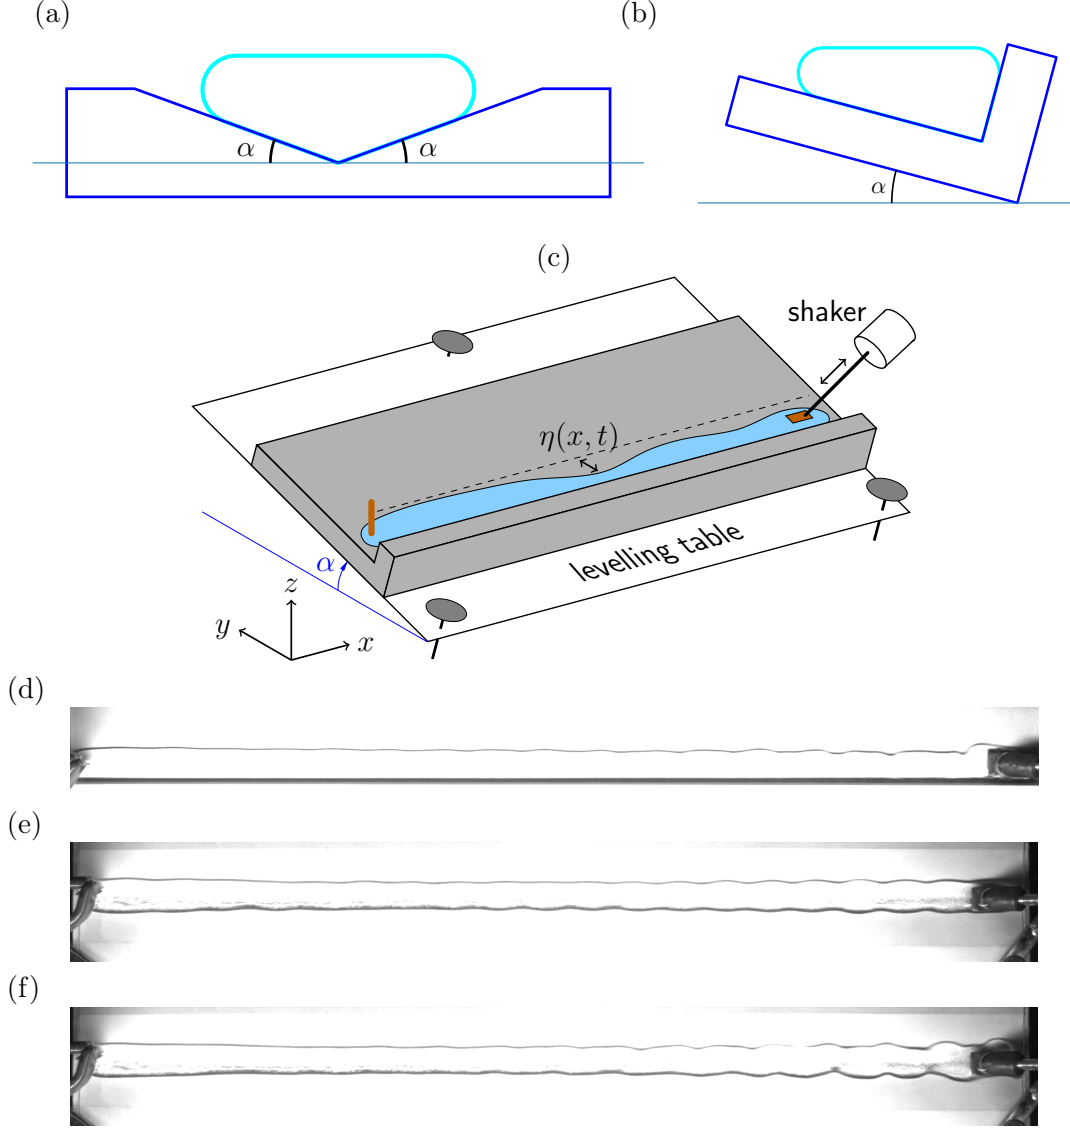 (a)
(b)
α
α
α
(c)
shaker
η(x, t)
levelling table
α
z
y
x
(d)
(e)
(f)